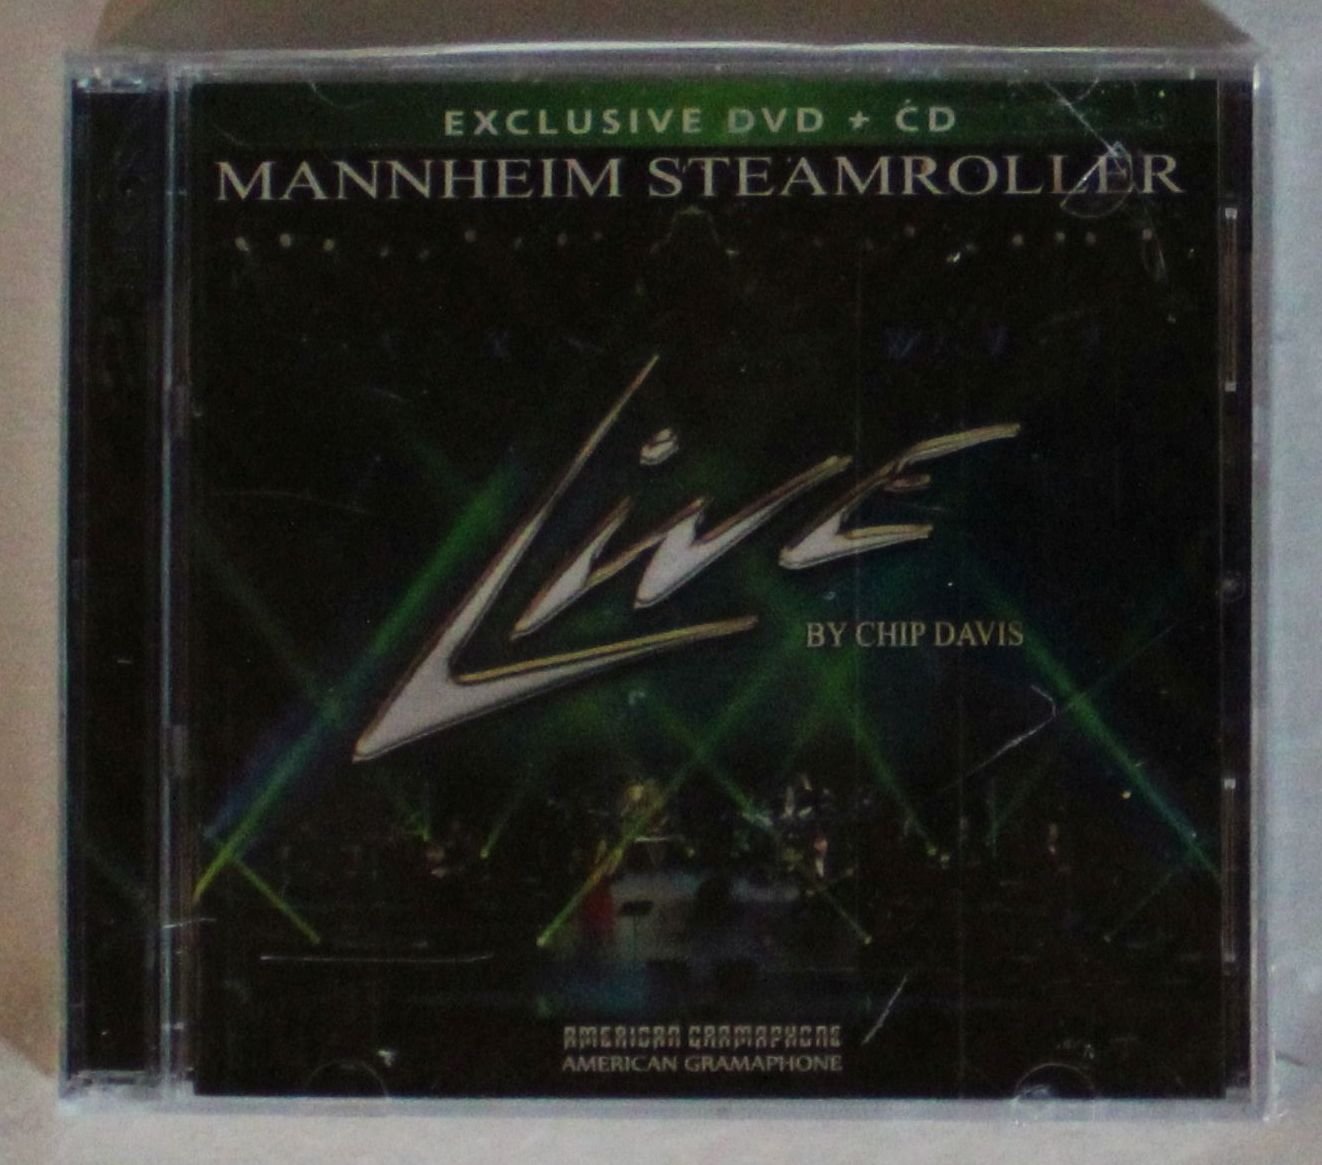 EXCLUSIVE DVD + CD
MANNHEIM STEAMROLLER
Live
BY CHIP DAVIS
AMERICAN GRAMAPHONE
AMERICAN GRAMAPHONE